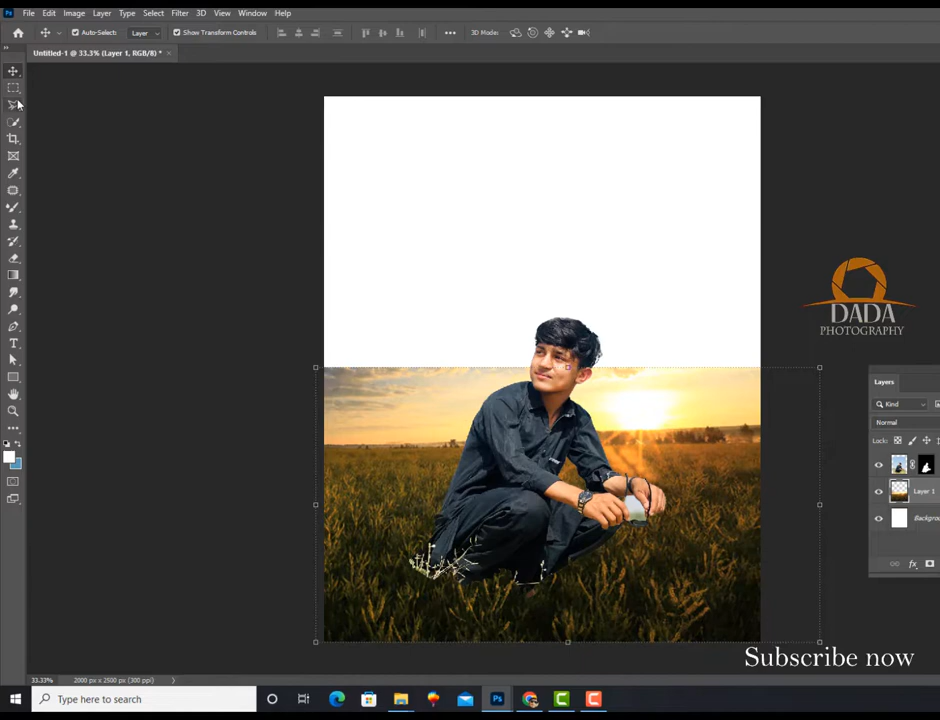 Ps File Edit Image Layer Type Select Filter 3D View Window Help
Auto-Select: Layer Show Transform Controls 3D Mode:
Untitled-1 @ 33.3% (Layer 1, RGB/8) *
DADA
PHOTOGRAPHY
Layers
Kind
Normal
Lock:
Layer 1
Subscribe now
33.33% 2000 px x 2500 px (300 ppi)
Type here to search
Ps